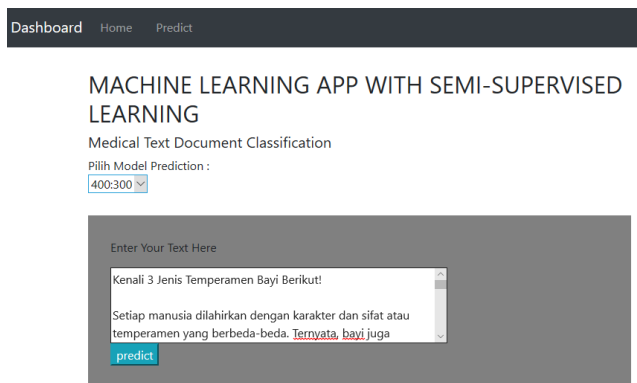 Dashboard Home Predict
MACHINE LEARNING APP WITH SEMI-SUPERVISED
LEARNING
Medical Text Document Classification
Pilih Model Prediction :
400:300
Enter Your Text Here
Kenali 3 Jenis Temperamen Bayi Berikut!
Setiap manusia dilahirkan dengan karakter dan sifat atau
temperamen yang berbeda-beda. Ternyata, bayi juga
predict